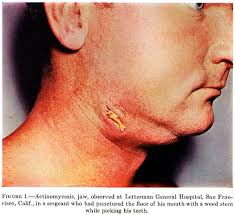 FIGURE 1.—Actinomycosis, jaw, observed at Letterman General Hospital, San Fran-
cisco, Calif., in a sergeant who had punctured the floor of his mouth with a weed stem
while picking his teeth.